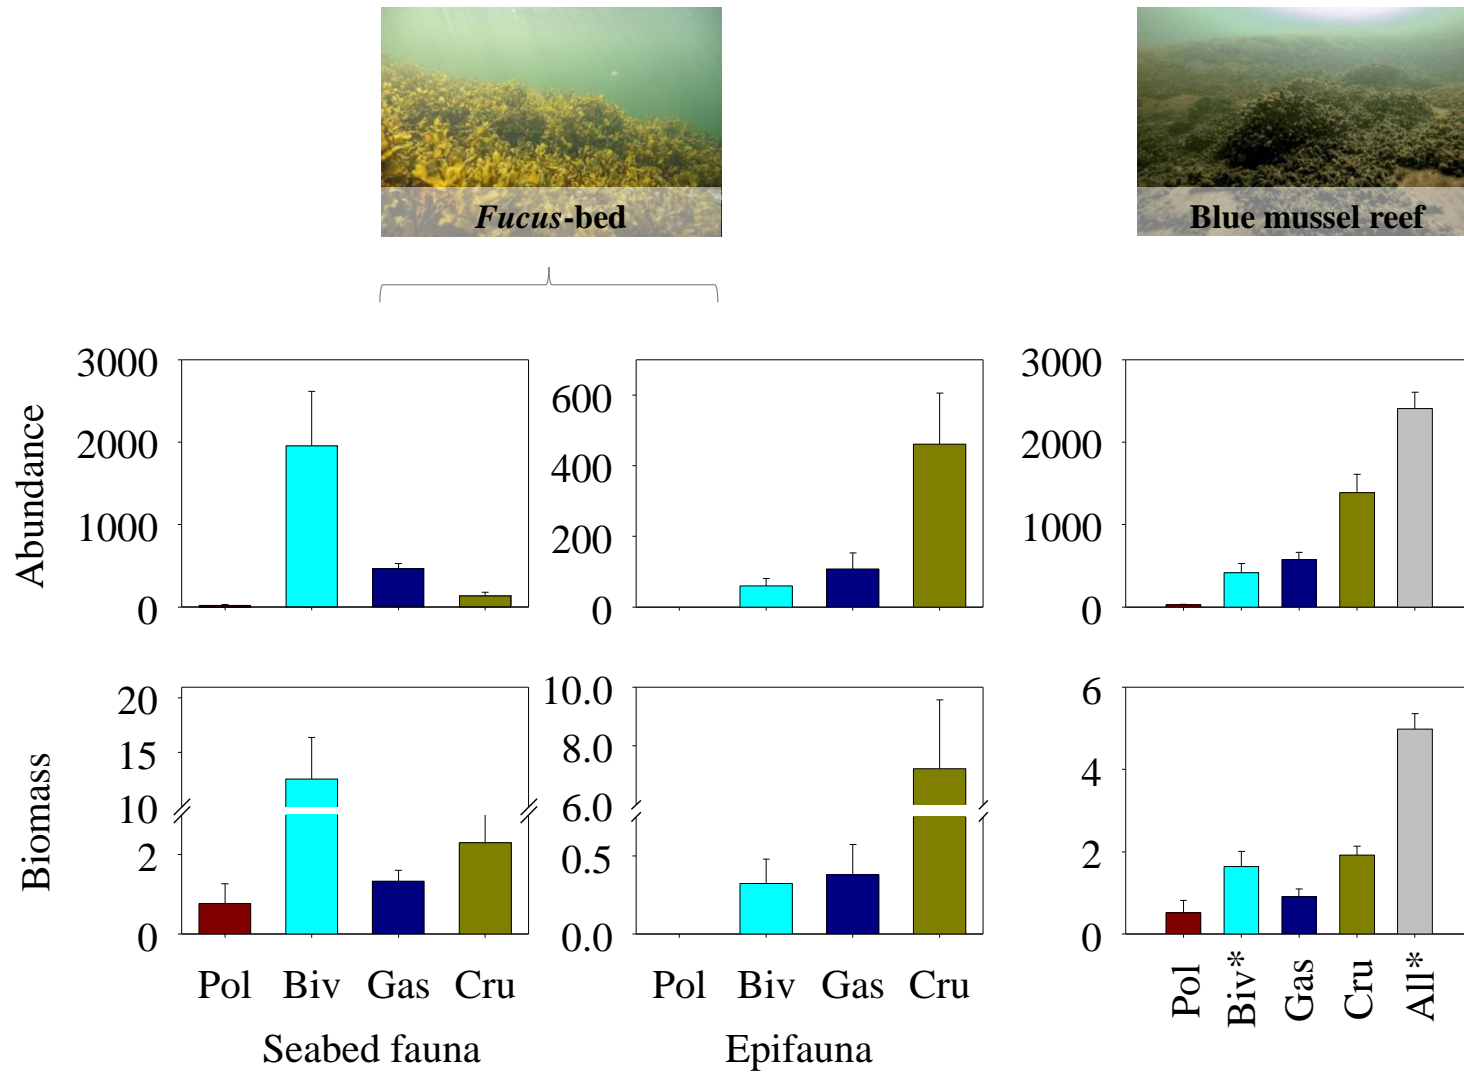 Fucus-bed
Blue mussel reef
Abundance
3000
2000
1000
0
600
400
200
0
3000
2000
1000
0
Biomass
20
15
10
2
0
10.0
8.0
6.0
0.5
0.0
6
4
2
0
Pol Biv Gas Cru
Seabed fauna
Pol Biv Gas Cru
Epifauna
Pol
Biv*
Gas
Cru
All*